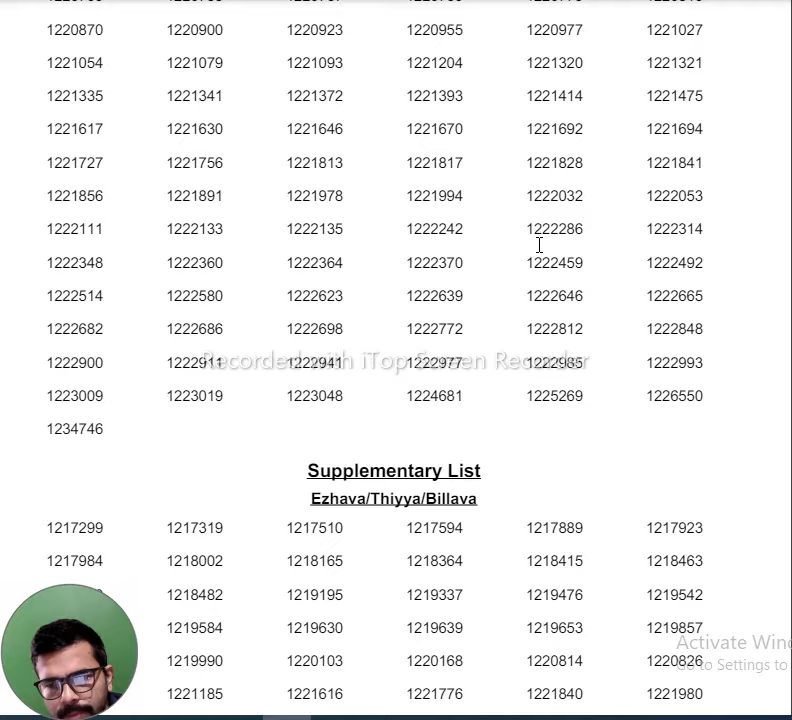 1220870 1220900 1220923 1220955 1220977 1221027
1221054 1221079 1221093 1221204 1221320 1221321
1221335 1221341 1221372 1221393 1221414 1221475
1221617 1221630 1221646 1221670 1221692 1221694
1221727 1221756 1221813 1221817 1221828 1221841
1221856 1221891 1221978 1221994 1222032 1222053
1222111 1222133 1222135 1222242 1222286 1222314
1222348 1222360 1222364 1222370 1222459 1222492
1222514 1222580 1222623 1222639 1222646 1222665
1222682 1222686 1222698 1222772 1222812 1222848
1222900 1222911 1222941 1222977 1222985 1222993
Recorded with iTop Screen Recorder
1223009 1223019 1223048 1224681 1225269 1226550
1234746
Supplementary List
Ezhava/Thiyya/Billava
1217299 1217319 1217510 1217594 1217889 1217923
1217984 1218002 1218165 1218364 1218415 1218463
1218482 1219195 1219337 1219476 1219542
1219584 1219630 1219639 1219653 1219857
Activate Win
1219990 1220103 1220168 1220814 1220826
Go to Settings to
1221185 1221616 1221776 1221840 1221980